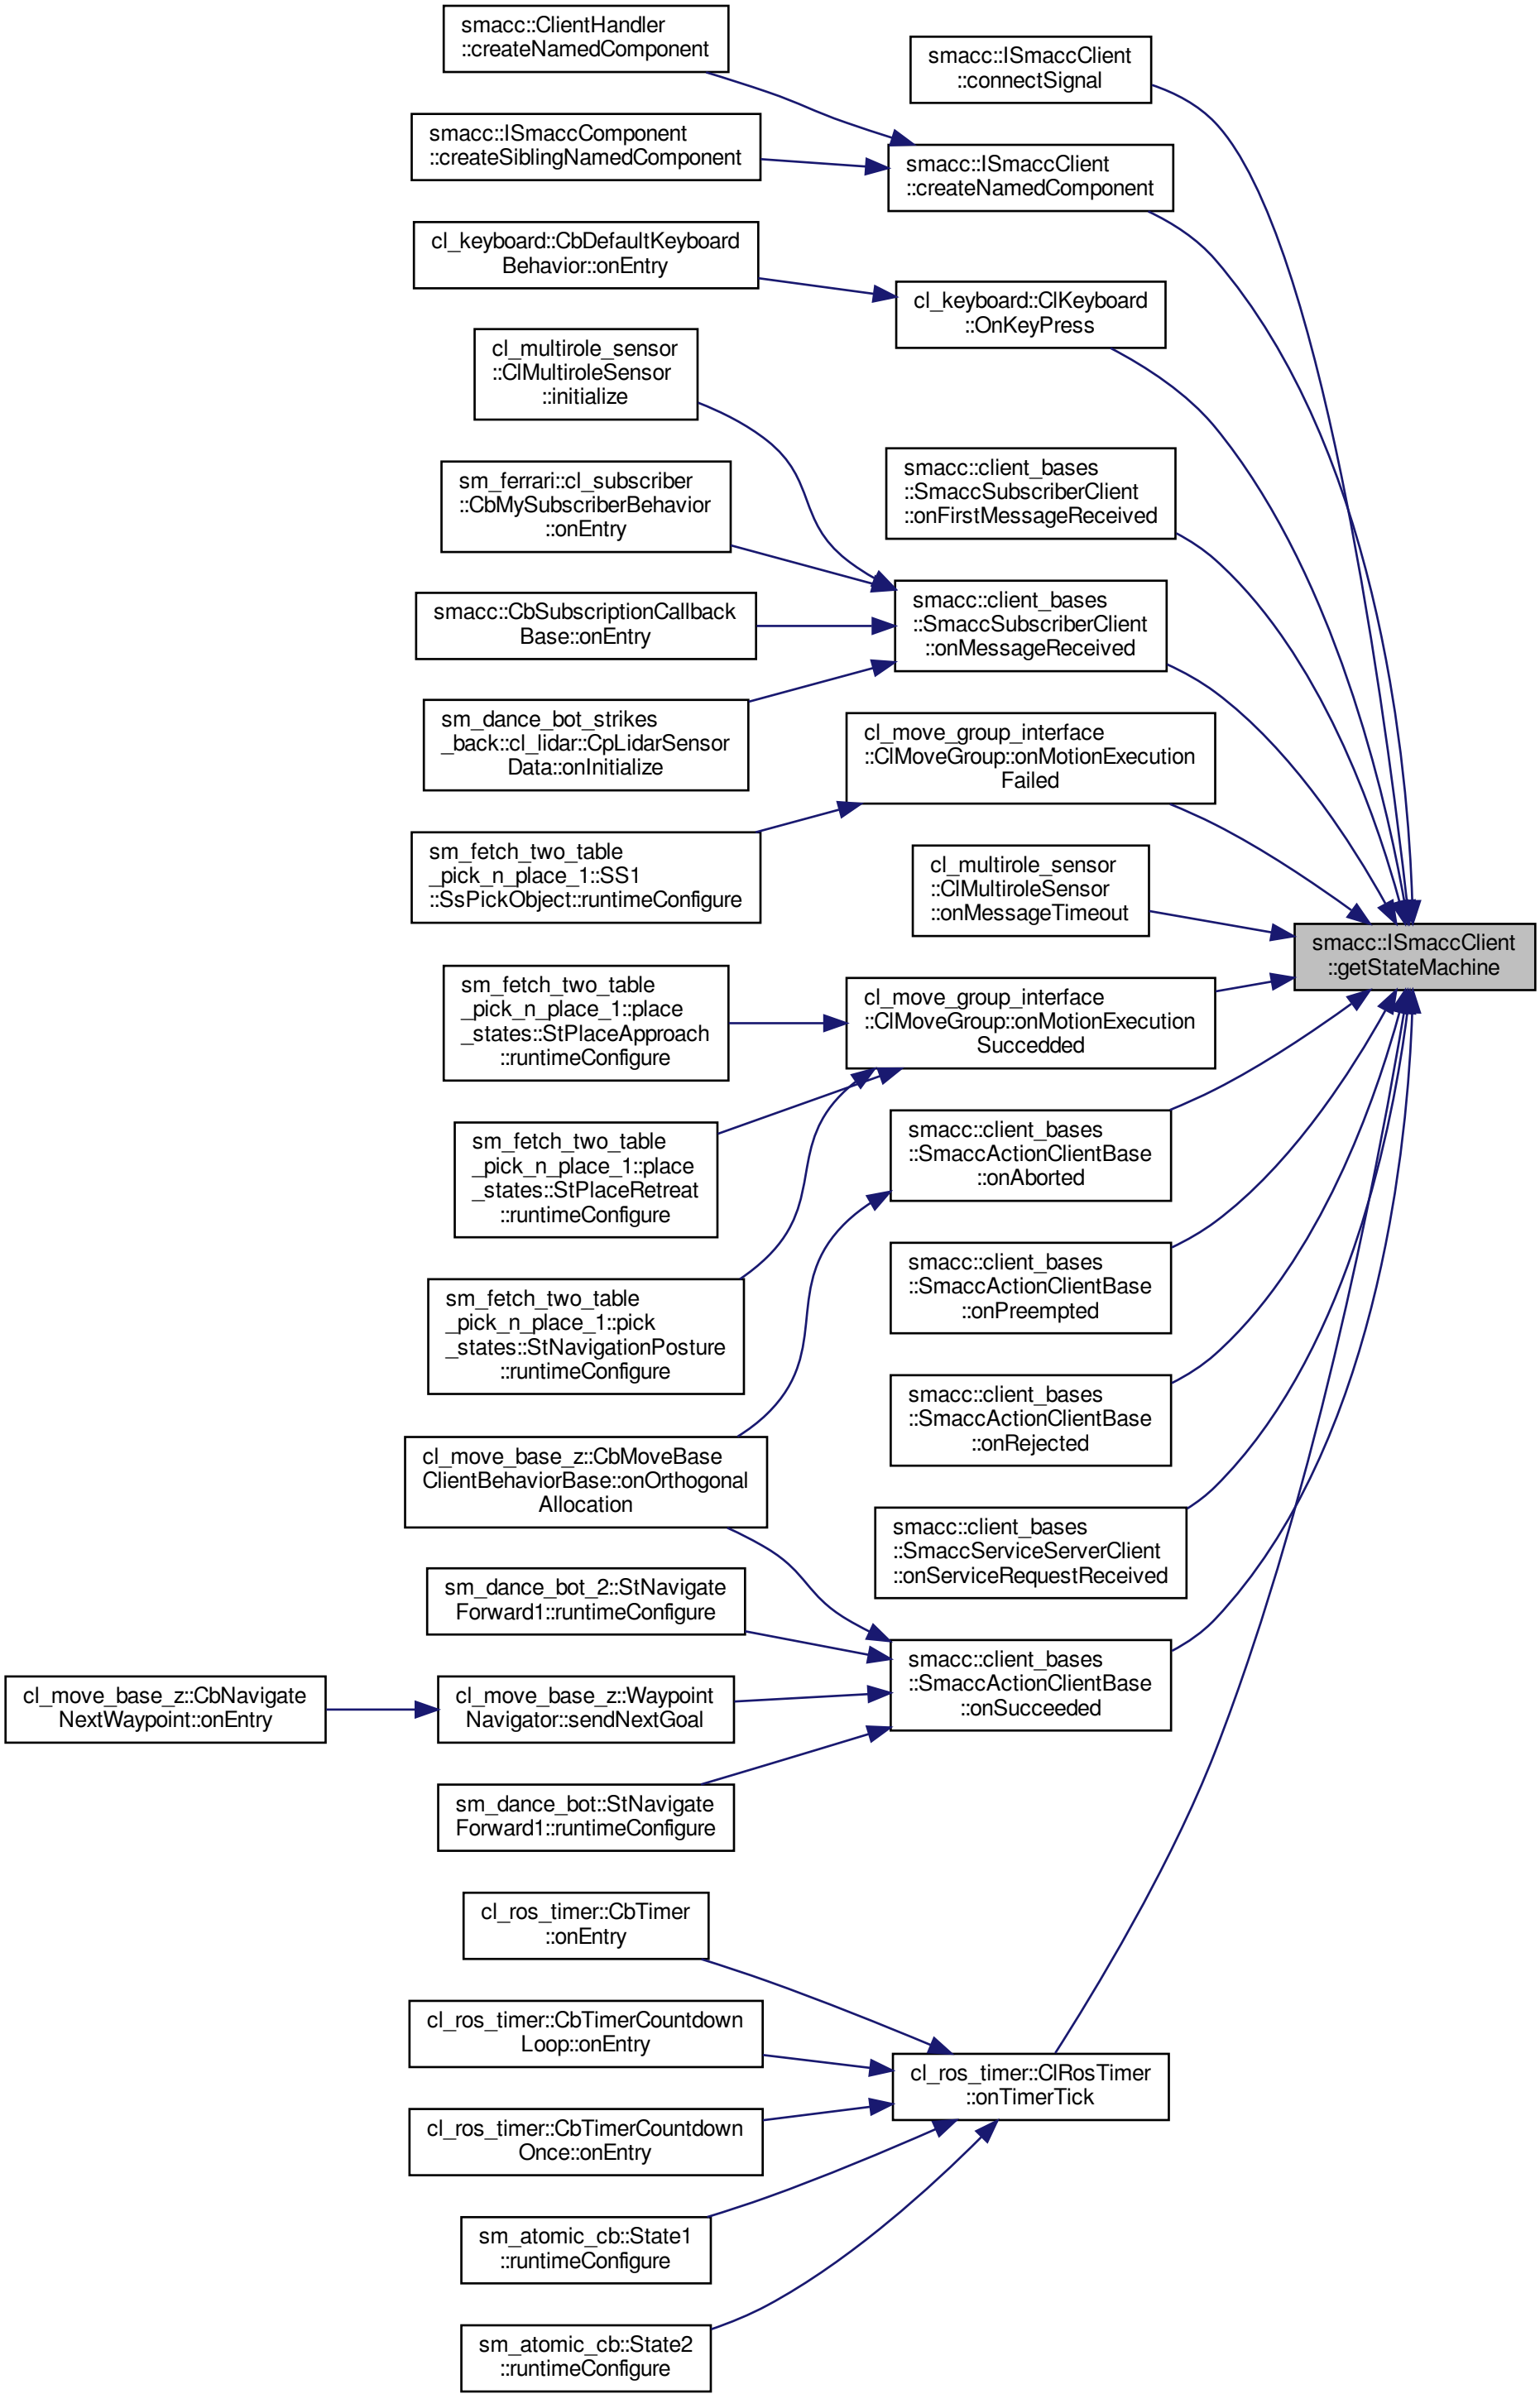 smacc::ClientHandler
::createNamedComponent
smacc::ISmaccComponent
::createSiblingNamedComponent
cl_keyboard::CbDefaultKeyboard
Behavior::onEntry
cl_multirole_sensor
::ClMultiroleSensor
::initialize
sm_ferrari::cl_subscriber
::CbMySubscriberBehavior
::onEntry
smacc::CbSubscriptionCallback
Base::onEntry
sm_dance_bot_strikes
_back::cl_lidar::CpLidarSensor
Data::onInitialize
sm_fetch_two_table
_pick_n_place_1::SS1
::SsPickObject::runtimeConfigure
sm_fetch_two_table
_pick_n_place_1::place
_states::StPlaceApproach
::runtimeConfigure
sm_fetch_two_table
_pick_n_place_1::place
_states::StPlaceRetreat
::runtimeConfigure
sm_fetch_two_table
_pick_n_place_1::pick
_states::StNavigationPosture
::runtimeConfigure
cl_move_base_z::CbMoveBase
ClientBehaviorBase::onOrthogonal
Allocation
sm_dance_bot_2::StNavigate
Forward1::runtimeConfigure
cl_move_base_z::CbNavigate
NextWaypoint::onEntry
cl_move_base_z::Waypoint
Navigator::sendNextGoal
sm_dance_bot::StNavigate
Forward1::runtimeConfigure
cl_ros_timer::CbTimer
::onEntry
cl_ros_timer::CbTimerCountdown
Loop::onEntry
cl_ros_timer::CbTimerCountdown
Once::onEntry
sm_atomic_cb::State1
::runtimeConfigure
sm_atomic_cb::State2
::runtimeConfigure
smacc::ISmaccClient
::connectSignal
smacc::ISmaccClient
::createNamedComponent
cl_keyboard::ClKeyboard
::OnKeyPress
smacc::client_bases
::SmaccSubscriberClient
::onFirstMessageReceived
smacc::client_bases
::SmaccSubscriberClient
::onMessageReceived
cl_move_group_interface
::ClMoveGroup::onMotionExecution
Failed
cl_multirole_sensor
::ClMultiroleSensor
::onMessageTimeout
cl_move_group_interface
::ClMoveGroup::onMotionExecution
Succedded
smacc::client_bases
::SmaccActionClientBase
::onAborted
smacc::client_bases
::SmaccActionClientBase
::onPreempted
smacc::client_bases
::SmaccActionClientBase
::onRejected
smacc::client_bases
::SmaccServiceServerClient
::onServiceRequestReceived
smacc::client_bases
::SmaccActionClientBase
::onSucceeded
cl_ros_timer::ClRosTimer
::onTimerTick
smacc::ISmaccClient
::getStateMachine